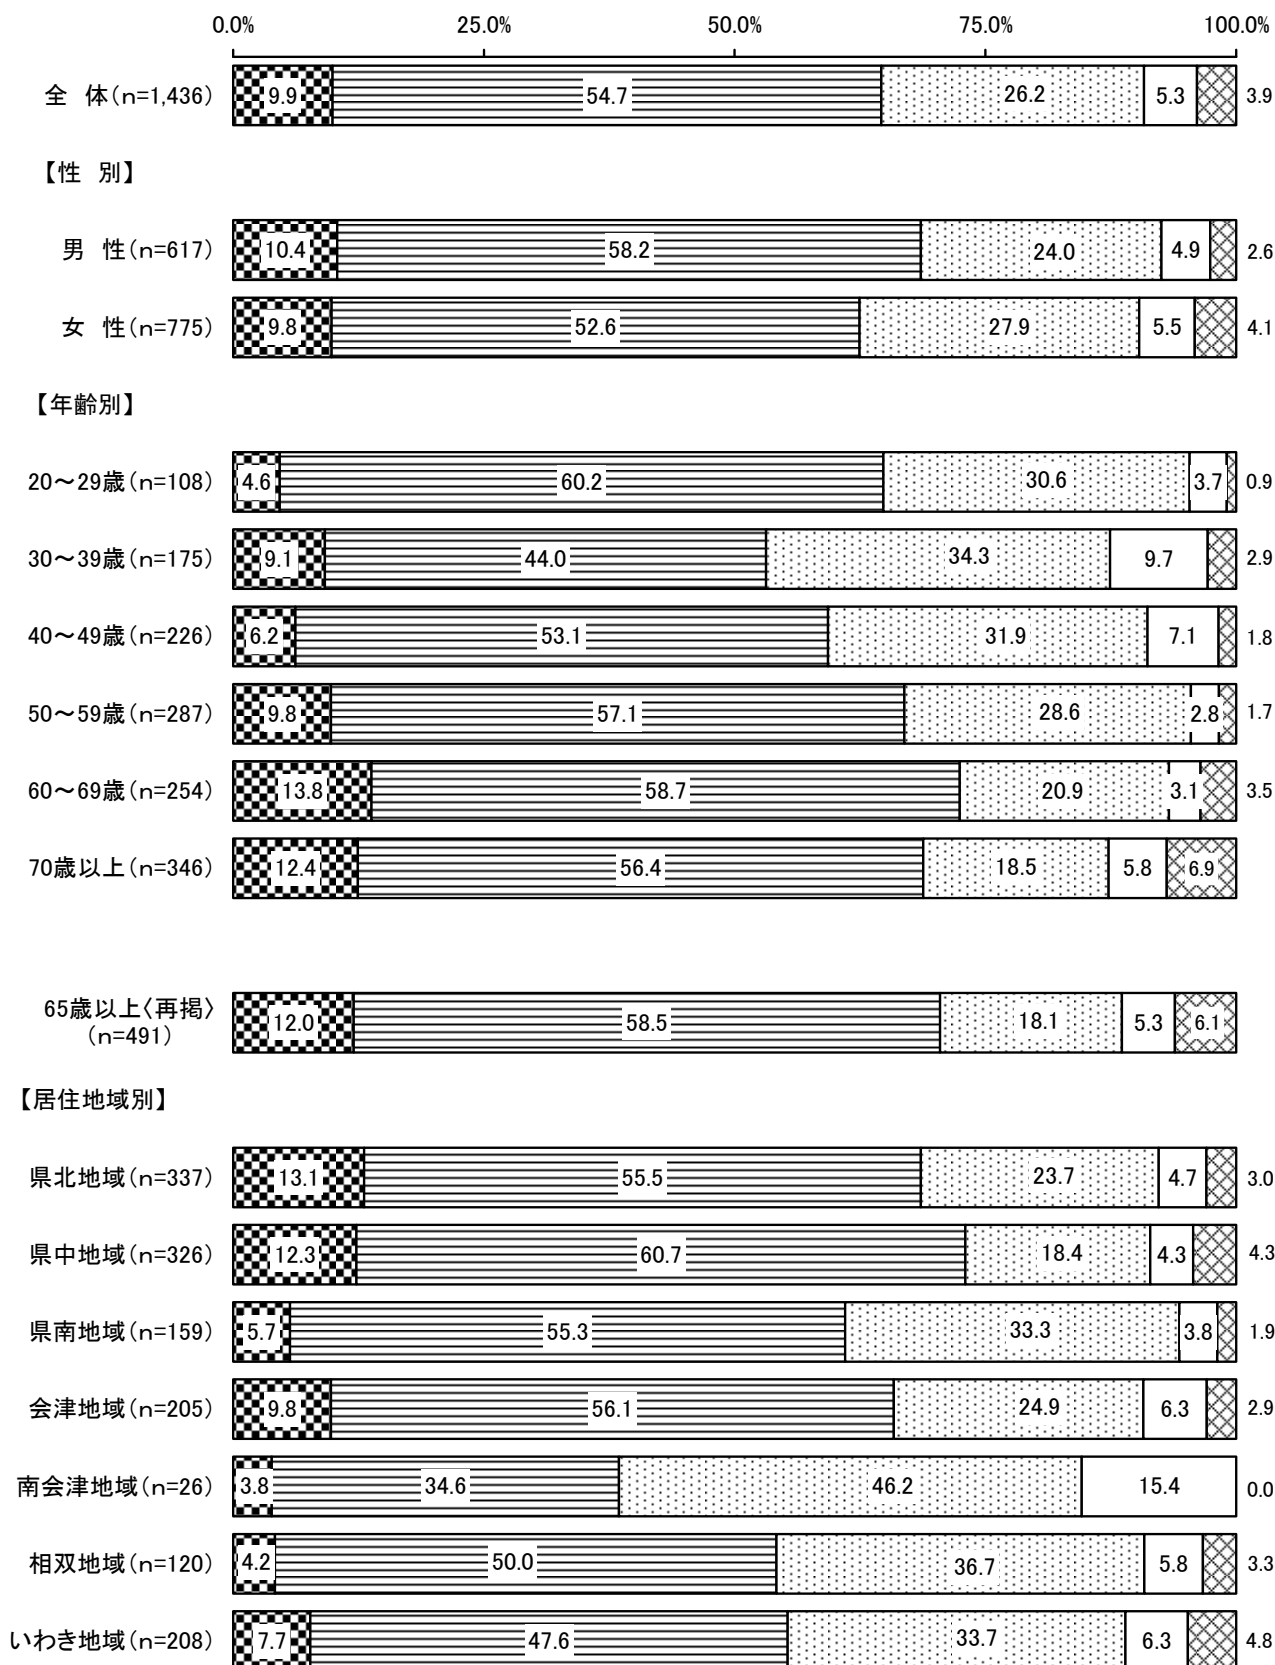 0.0% 25.0% 50.0% 75.0% 100.0%
全 体(n=1,436) 9.9 54.7 26.2 5.3 3.9
【性 別】
男 性(n=617) 10.4 58.2 24.0 4.9 2.6
女 性(n=775) 9.8 52.6 27.9 5.5 4.1
【年齢別】
20～29歳(n=108) 4.6 60.2 30.6 3.7 0.9
30～39歳(n=175) 9.1 44.0 34.3 9.7 2.9
40～49歳(n=226) 6.2 53.1 31.9 7.1 1.8
50～59歳(n=287) 9.8 57.1 28.6 2.8 1.7
60～69歳(n=254) 13.8 58.7 20.9 3.1 3.5
70歳以上(n=346) 12.4 56.4 18.5 5.8 6.9
65歳以上〈再掲〉
(n=491) 12.0 58.5 18.1 5.3 6.1
【居住地域別】
県北地域(n=337) 13.1 55.5 23.7 4.7 3.0
県中地域(n=326) 12.3 60.7 18.4 4.3 4.3
県南地域(n=159) 5.7 55.3 33.3 3.8 1.9
会津地域(n=205) 9.8 56.1 24.9 6.3 2.9
南会津地域(n=26) 3.8 34.6 46.2 15.4 0.0
相双地域(n=120) 4.2 50.0 36.7 5.8 3.3
いわき地域(n=208) 7.7 47.6 33.7 6.3 4.8